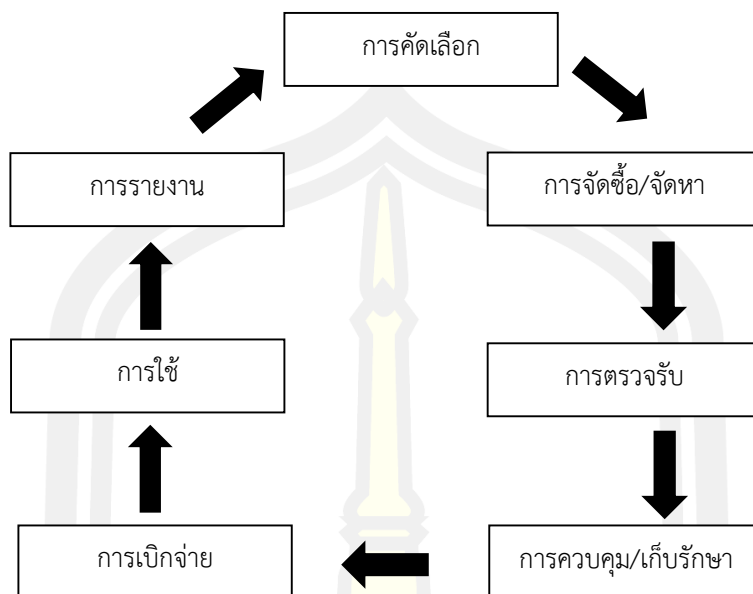 การคัดเลือก
การรายงาน
การจัดซื้อ/จัดหา
การใช้
การตรวจรับ
การเบิกจ่าย
การควบคุม/เก็บรักษา